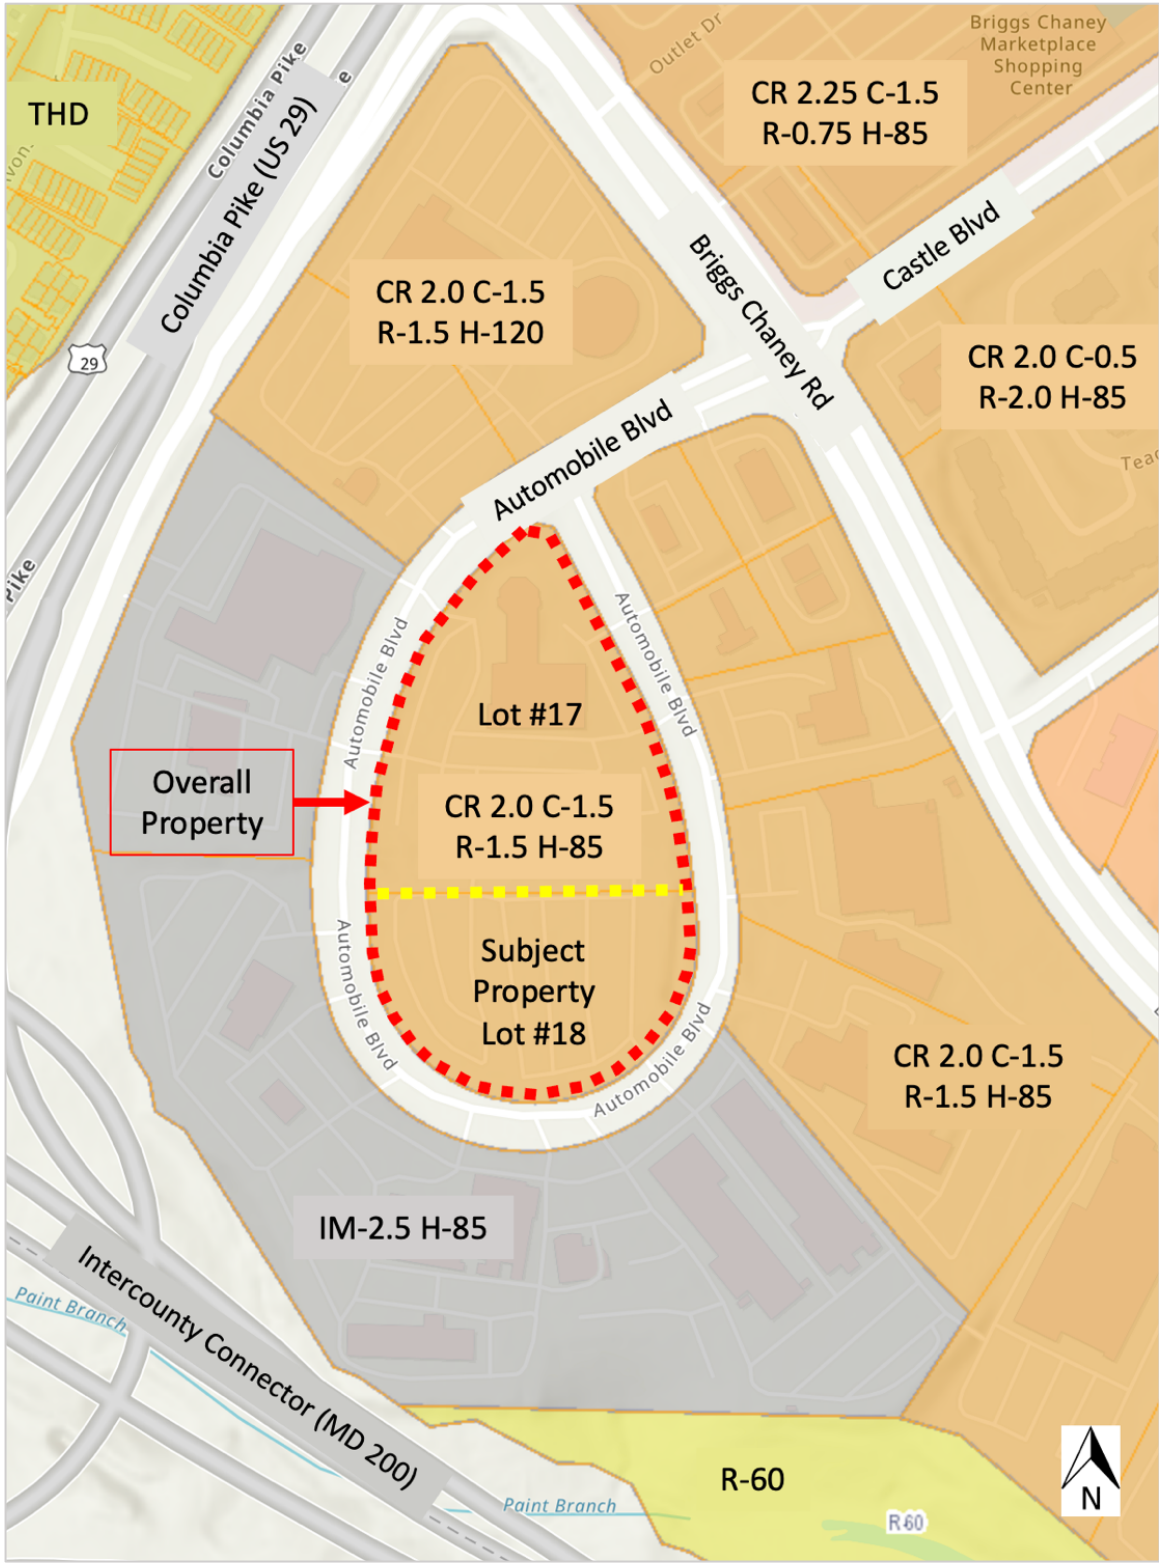 Outlet Dr
Briggs Chaney
Marketplace
Shopping
Center
THD
Columbia Pike
Columbia Pike (US 29)
e
CR 2.25 C-1.5
R-0.75 H-85
Castle Blvd
Briggs Chaney Rd
CR 2.0 C-1.5
R-1.5 H-120
29
CR 2.0 C-0.5
R-2.0 H-85
Automobile Blvd
Pike
Automobile Blvd
Automobile Blvd
Lot #17
Overall
Property
CR 2.0 C-1.5
R-1.5 H-85
Subject
Property
Lot #18
Automobile Blvd
Automobile Blvd
CR 2.0 C-1.5
R-1.5 H-85
IM-2.5 H-85
Intercounty Connector (MD 200)
Paint Branch
R-60
Paint Branch
R60
N